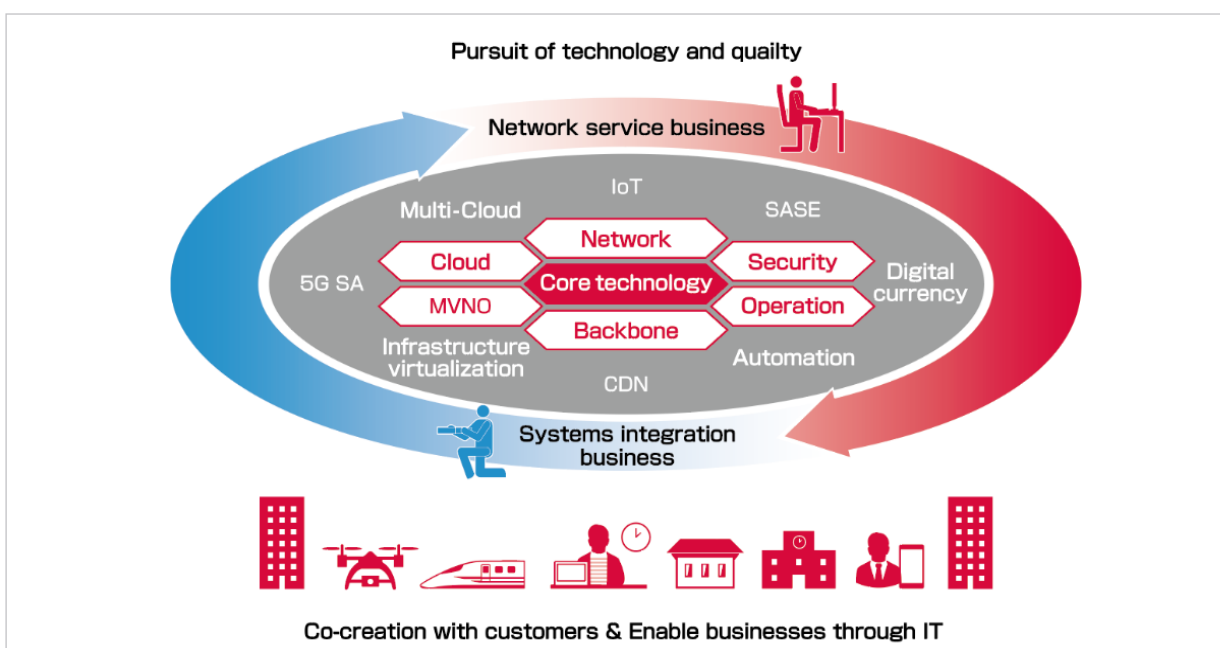 Pursuit of technology and quailty
Network service business
IoT
Multi-Cloud
SASE
Network
Cloud
Security
5G SA
Core technology
Digital
currency
MVNO
Operation
Backbone
Infrastructure
virtualization
Automation
CDN
Systems integration
business
Co-creation with customers & Enable businesses through IT